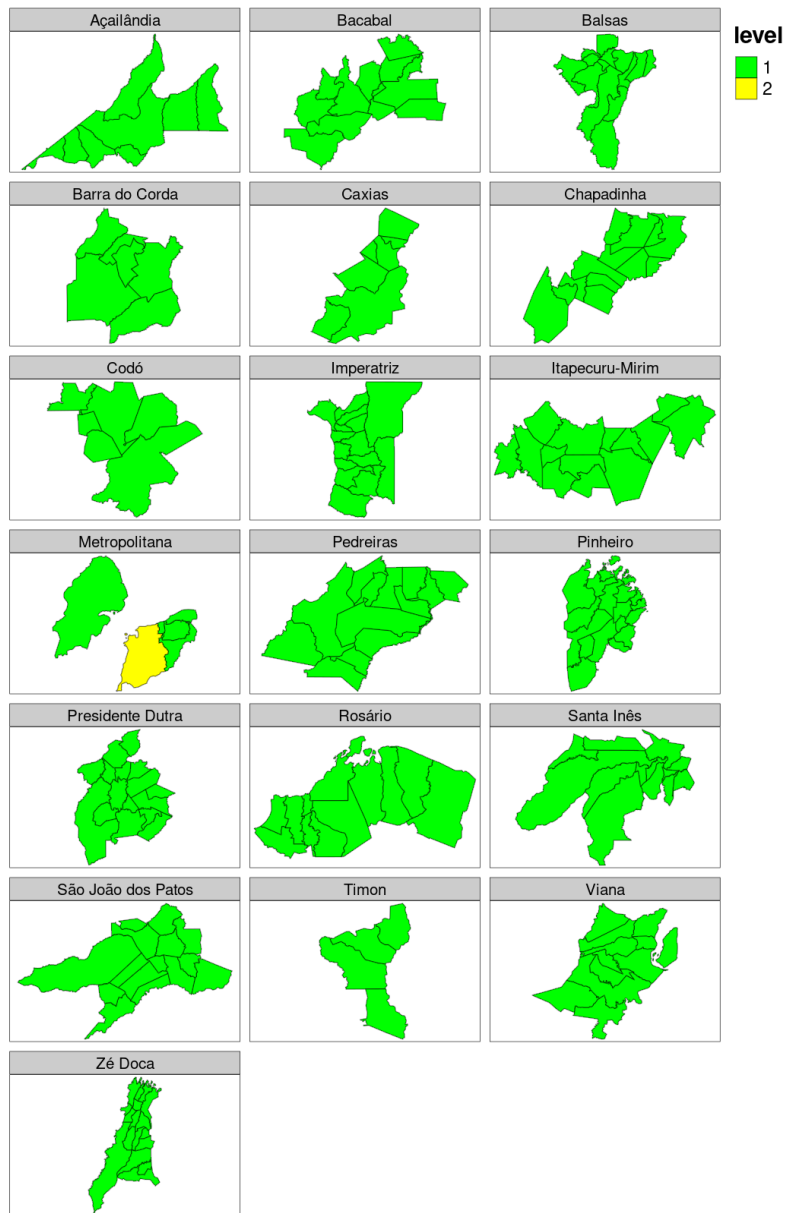 Açailândia
Bacabal
Balsas
level
1
2
Barra do Corda
Caxias
Chapadinha
Codó
Imperatriz
Itapecuru-Mirim
Metropolitana
Pedreiras
Pinheiro
Presidente Dutra
Rosário
Santa Inês
São João dos Patos
Timon
Viana
Zé Doca